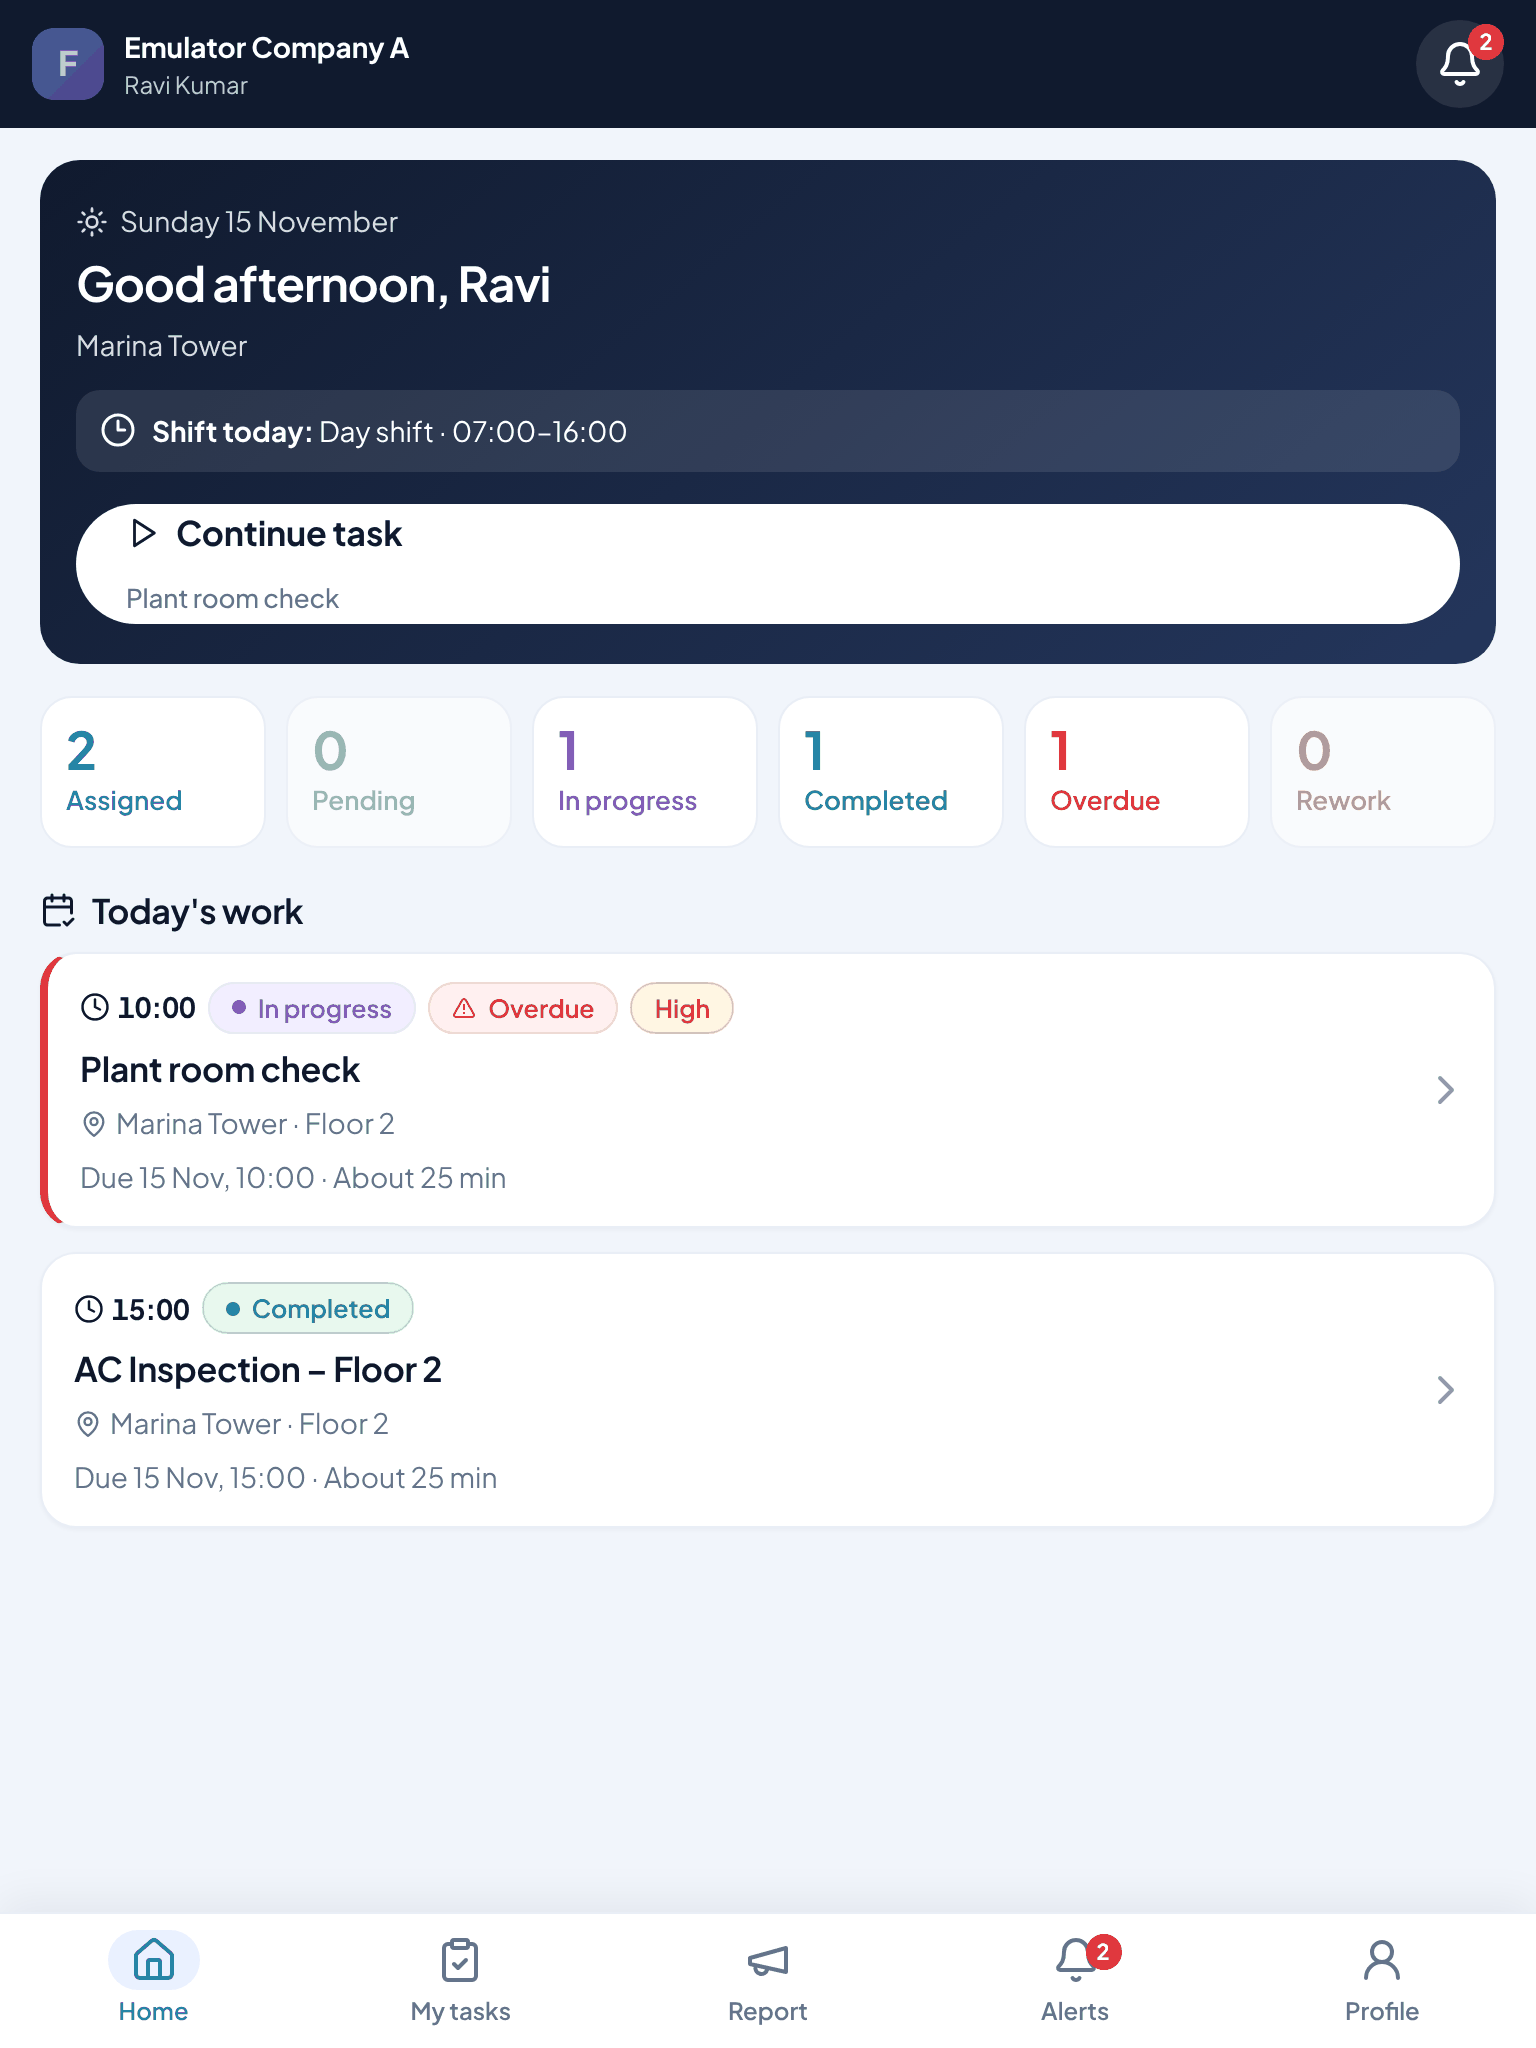 F
Emulator Company A
Ravi Kumar
2
Sunday 15 November
Good afternoon, Ravi
Marina Tower
Shift today: Day shift · 07:00–16:00
Continue task
Plant room check
2
Assigned
0
Pending
1
In progress
1
Completed
1
Overdue
0
Rework
Today's work
10:00 In progress Overdue High
Plant room check
Marina Tower · Floor 2
Due 15 Nov, 10:00 · About 25 min
15:00 Completed
AC Inspection – Floor 2
Marina Tower · Floor 2
Due 15 Nov, 15:00 · About 25 min
2
Home
My tasks
Report
Alerts
Profile